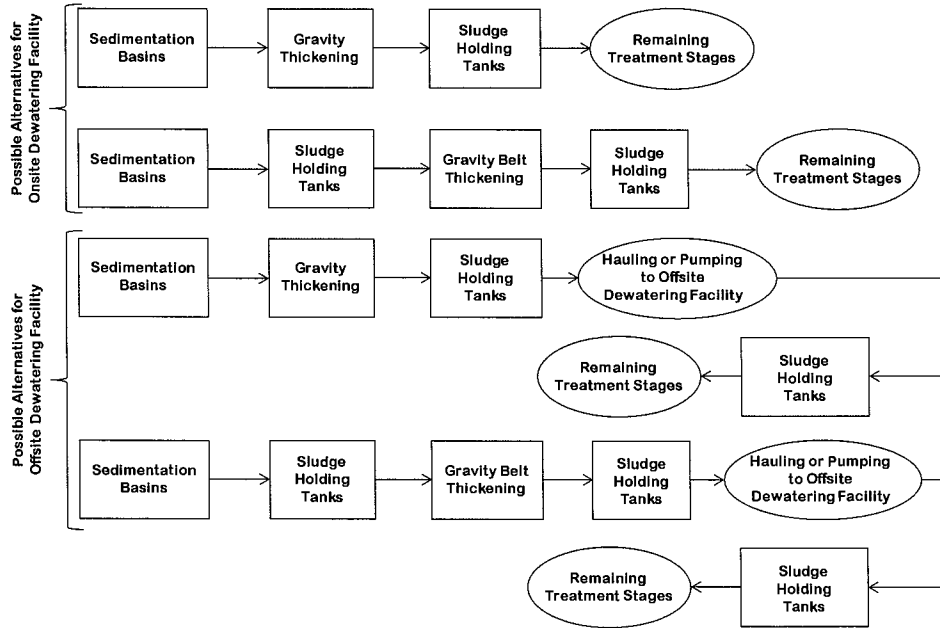 Possible Alternatives for
Onsite Dewatering Facility
Sedimentation
Basins
Gravity
Thickening
Sludge
Holding
Tanks
Remaining
Treatment Stages
Sedimentation
Basins
Sludge
Holding
Tanks
Gravity Belt
Thickening
Sludge
Holding
Tanks
Remaining
Treatment Stages
Possible Alternatives for
Offsite Dewatering Facility
Sedimentation
Basins
Gravity
Thickening
Sludge
Holding
Tanks
Hauling or Pumping
to Offsite
Dewatering Facility
Remaining
Treatment Stages
Sludge
Holding
Tanks
Sedimentation
Basins
Sludge
Holding
Tanks
Gravity Belt
Thickening
Sludge
Holding
Tanks
Hauling or Pumping
to Offsite
Dewatering Facility
Remaining
Treatment Stages
Sludge
Holding
Tanks